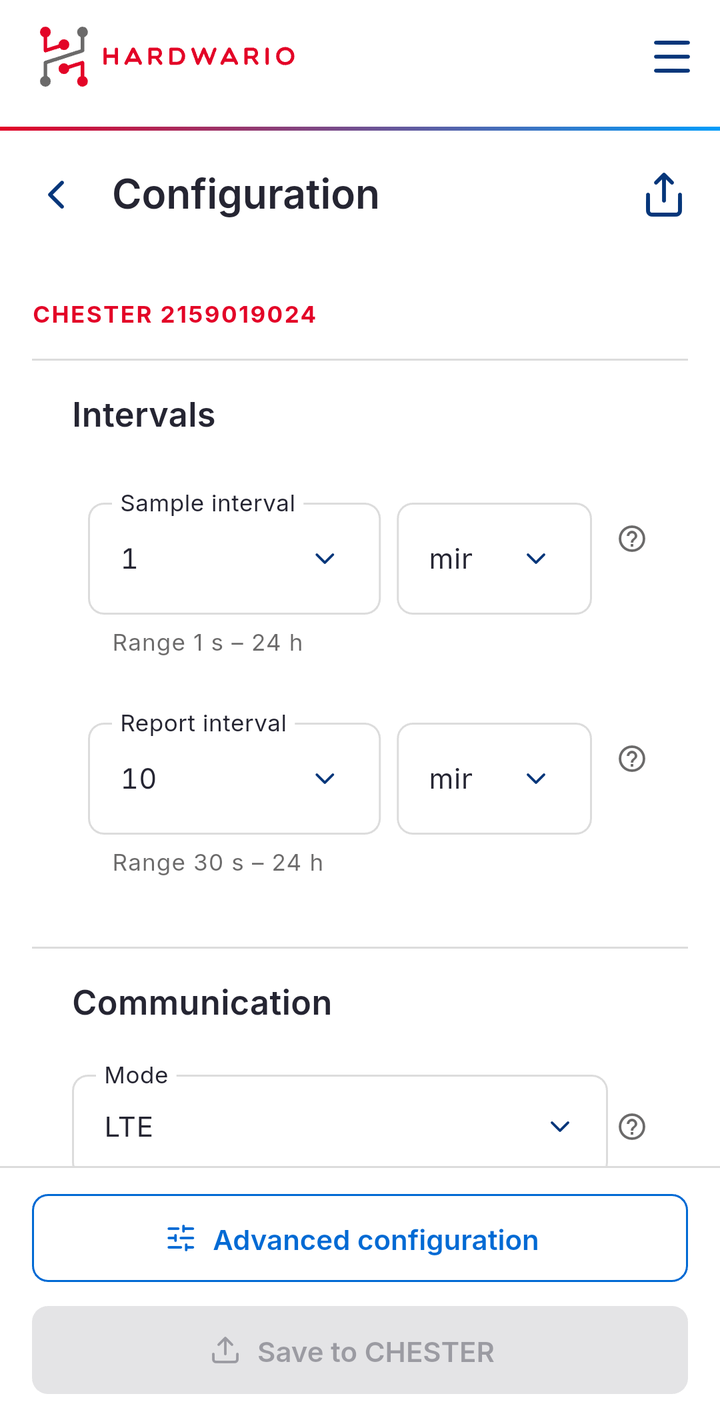 HARDWARIO
Configuration
CHESTER 2159019024
Intervals
Sample interval
1 mir
Range 1 s – 24 h
Report interval
10 mir
Range 30 s – 24 h
Communication
Mode
LTE
Advanced configuration
Save to CHESTER